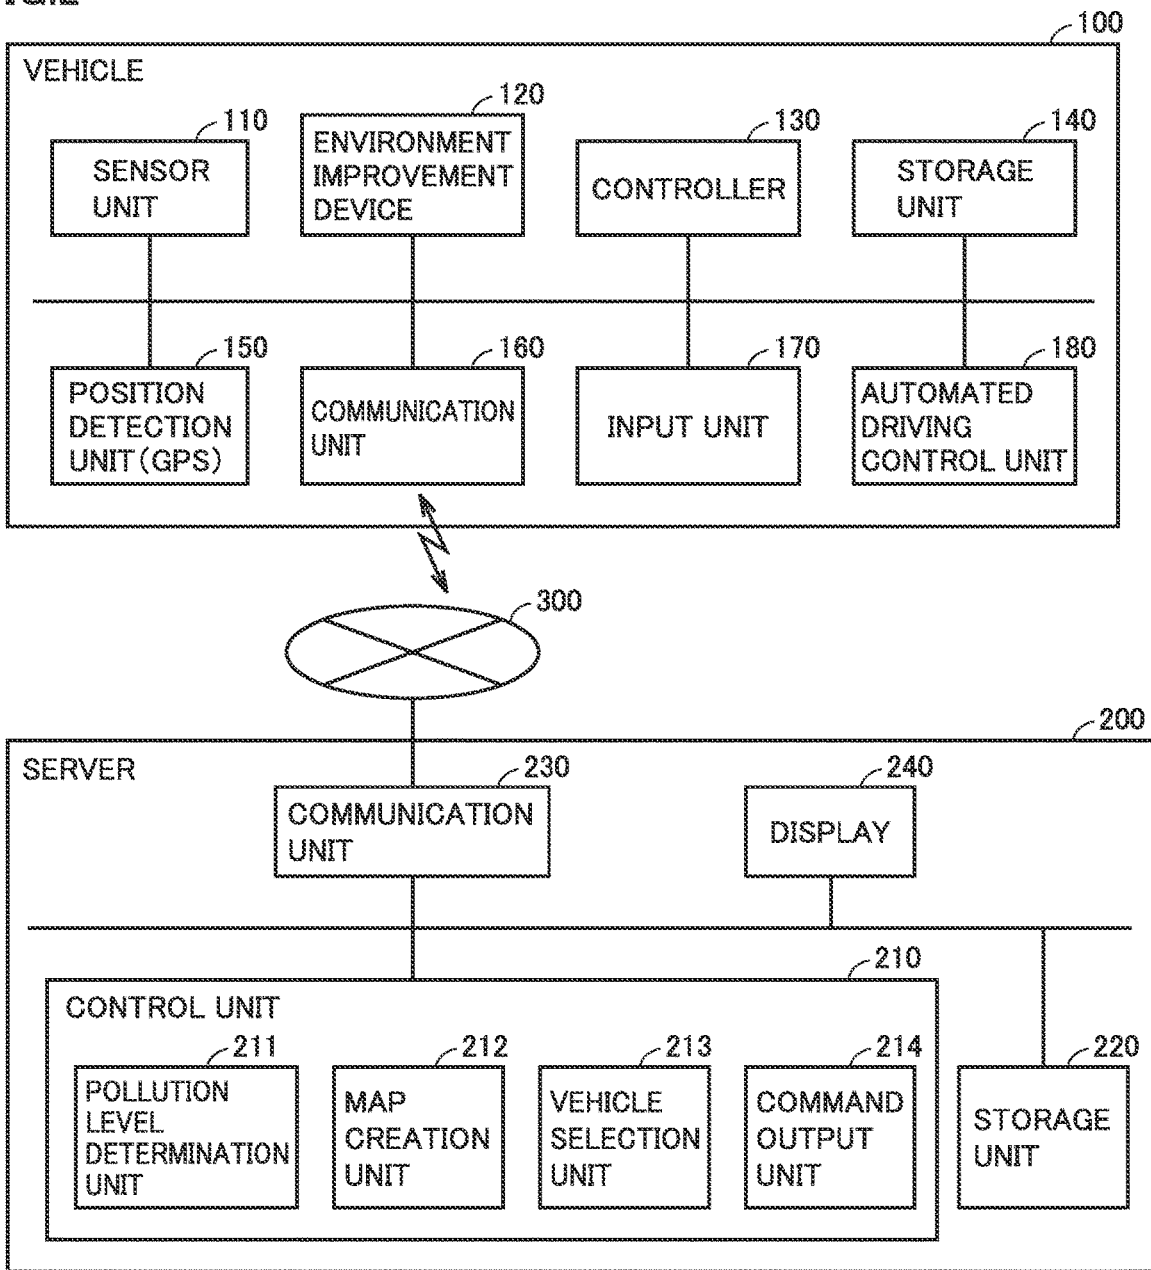 100
VEHICLE
110
120
130
140
SENSOR
UNIT
ENVIRONMENT
IMPROVEMENT
DEVICE
CONTROLLER
STORAGE
UNIT
150
160
170
180
POSITION
DETECTION
UNIT(GPS)
COMMUNICATION
UNIT
INPUT UNIT
AUTOMATED
DRIVING
CONTROL UNIT
300
200
SERVER
230
240
COMMUNICATION
UNIT
DISPLAY
210
CONTROL UNIT
211
212
213
214
220
POLLUTION
LEVEL
DETERMINATION
UNIT
MAP
CREATION
UNIT
VEHICLE
SELECTION
UNIT
COMMAND
OUTPUT
UNIT
STORAGE
UNIT